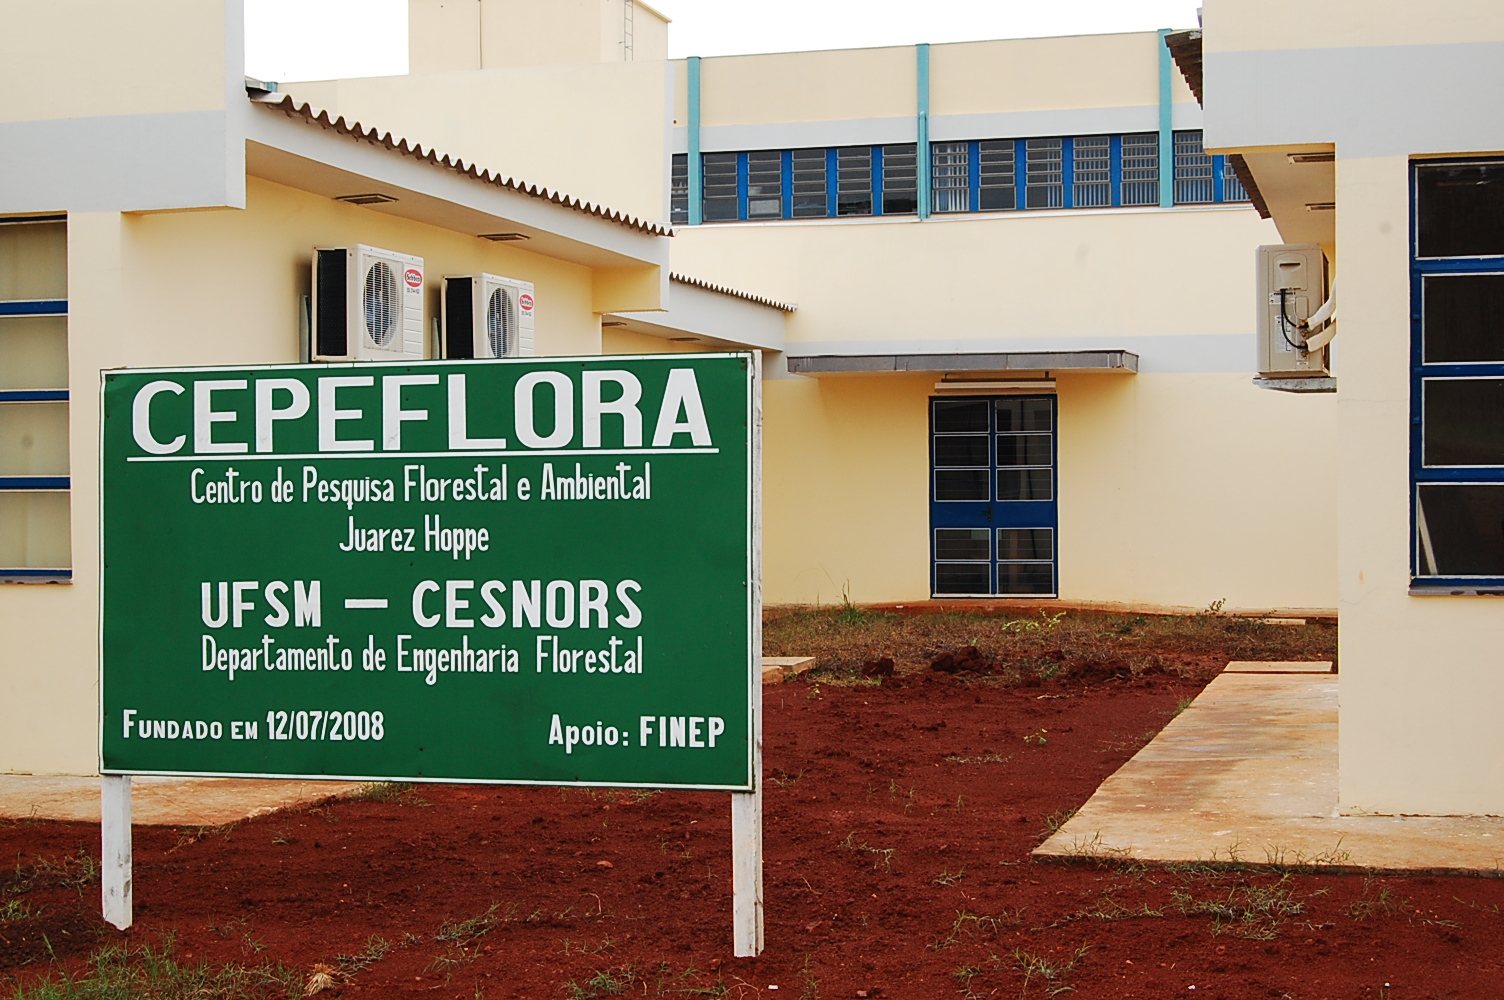 CEPEFLORA
Centro de Pesquisa Florestal e Ambiental
Juarez Hoppe
UFSM — CESNORS
Departamento de Engenharia Florestal
FUNDADO EM 12/07/2008
Apoio: FINEP